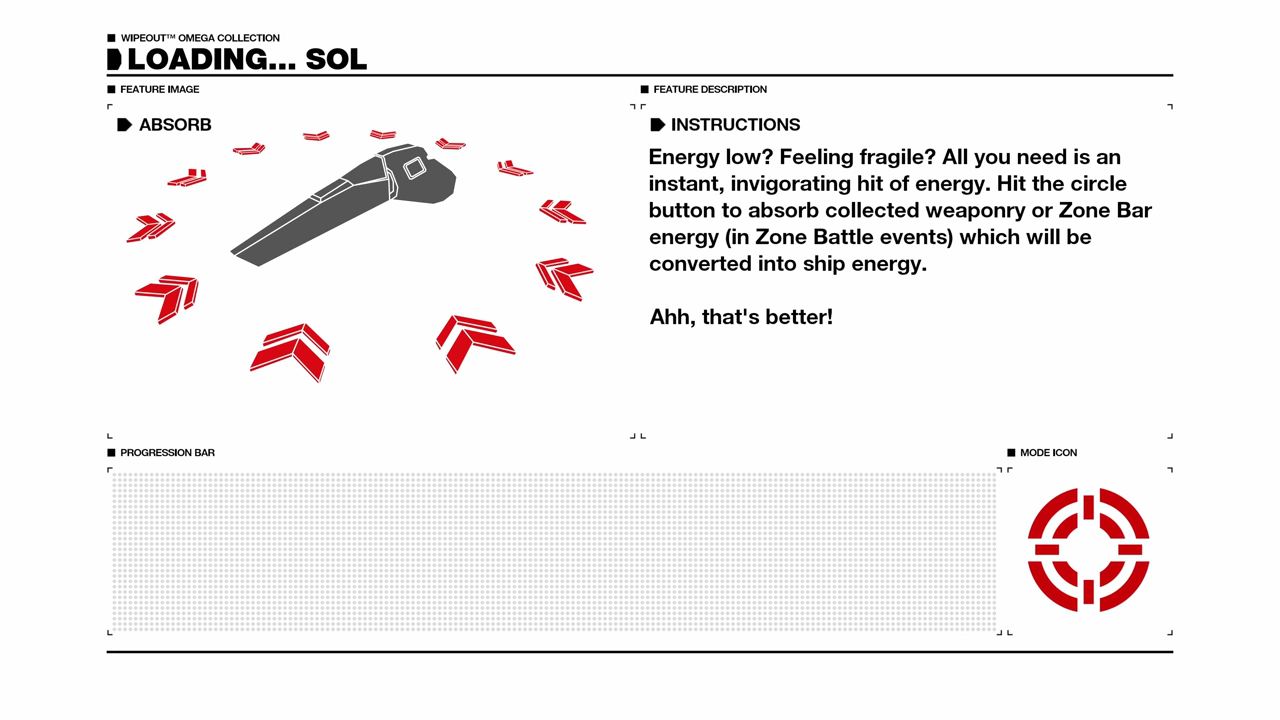 WIPEOUT™ OMEGA COLLECTION
LOADING... SOL
FEATURE IMAGE
ABSORB
FEATURE DESCRIPTION
INSTRUCTIONS
Energy low? Feeling fragile? All you need is an
instant, invigorating hit of energy. Hit the circle
button to absorb collected weaponry or Zone Bar
energy (in Zone Battle events) which will be
converted into ship energy.
Ahh, that's better!
PROGRESSION BAR
MODE ICON